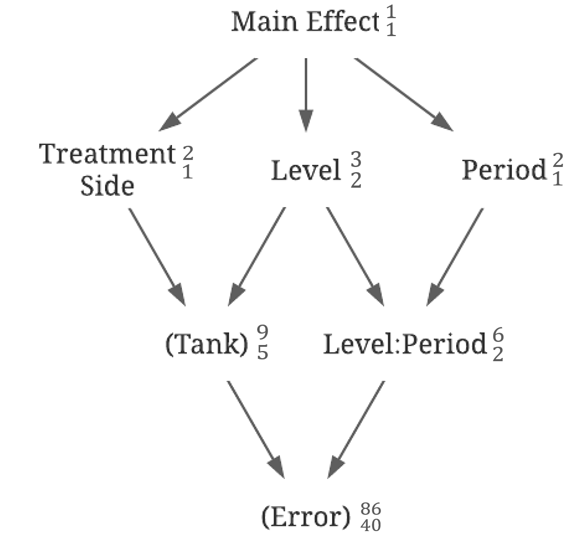 Main Effect 1 1
Treatment Side 2 1
Level 3 2
Period 2 1
(Tank) 9 5
Level:Period 6 2
(Error) 86 40